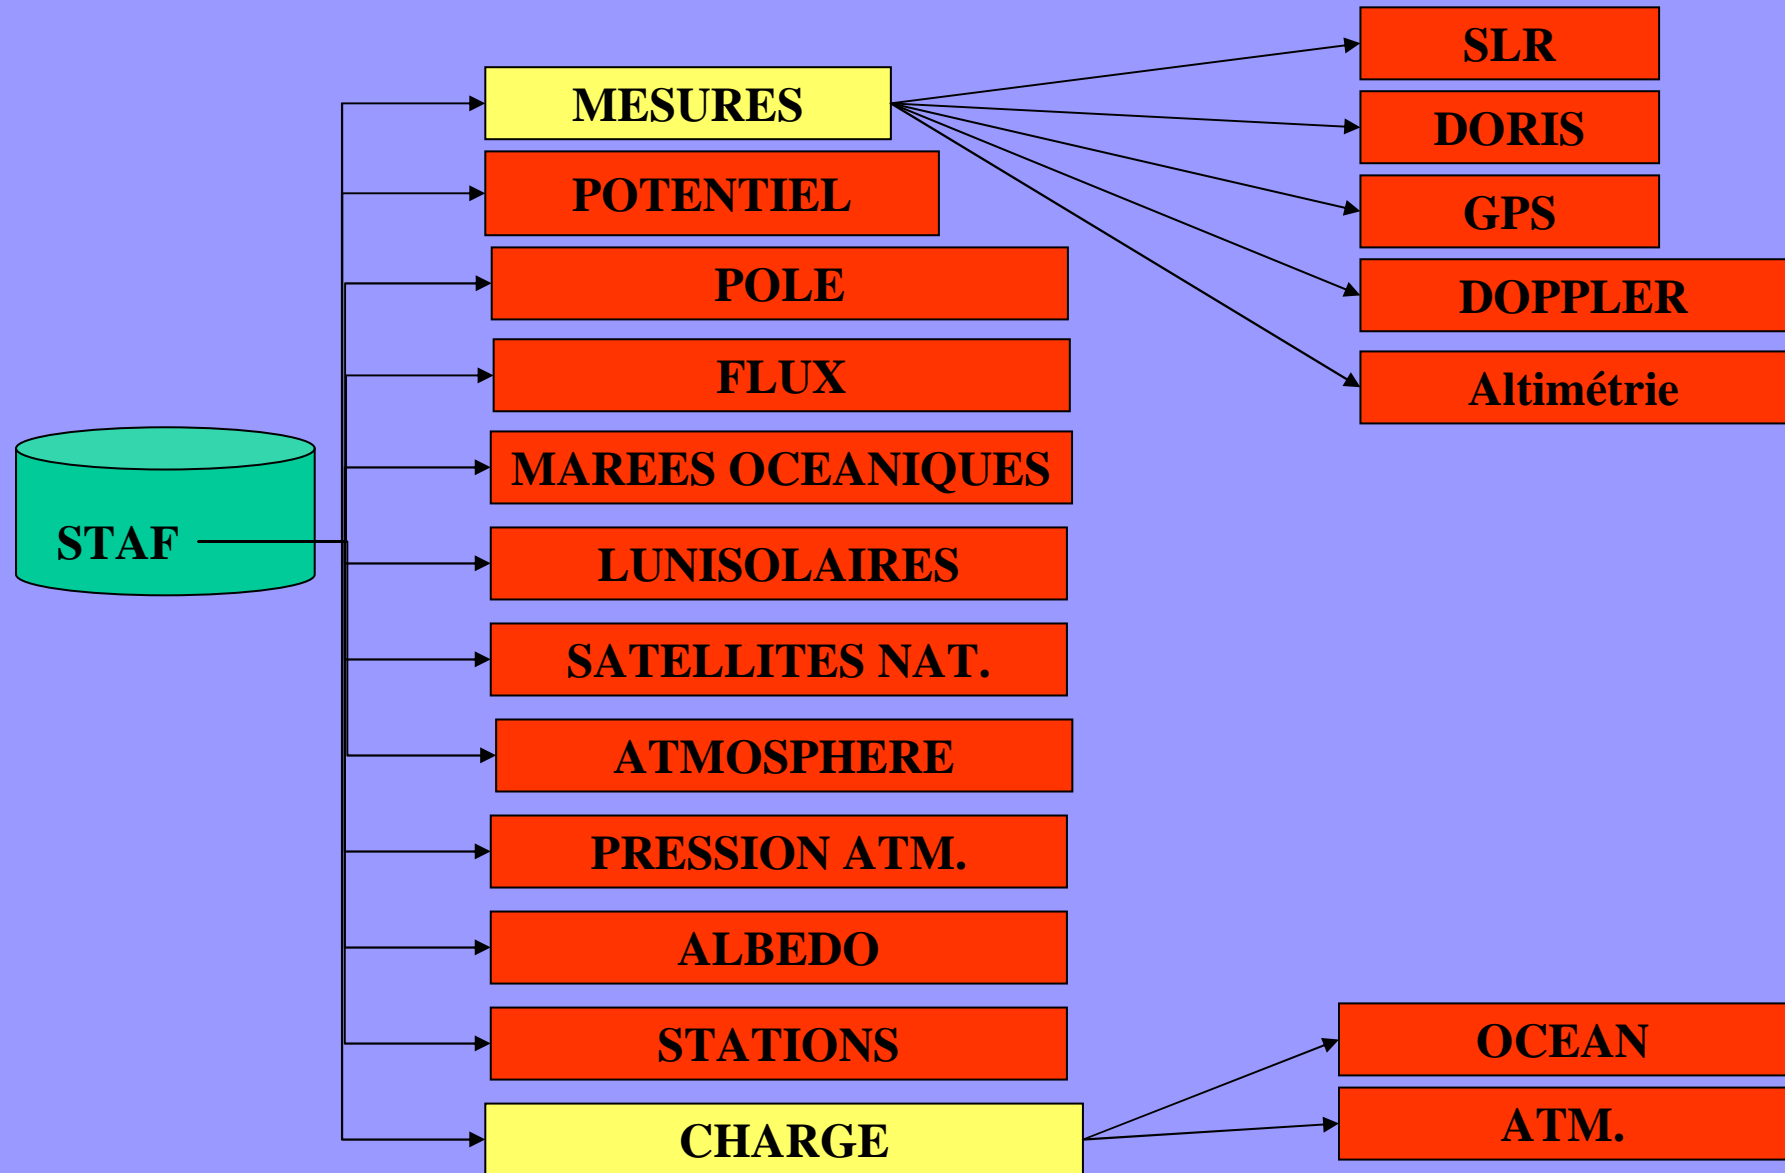 STAF
MESURES
POTENTIEL
POLE
FLUX
MAREES OCEANIQUES
LUNISOLAIRES
SATELLITES NAT.
ATMOSPHERE
PRESSION ATM.
ALBEDO
STATIONS
CHARGE
SLR
DORIS
GPS
DOPPLER
Altimétrie
OCEAN
ATM.